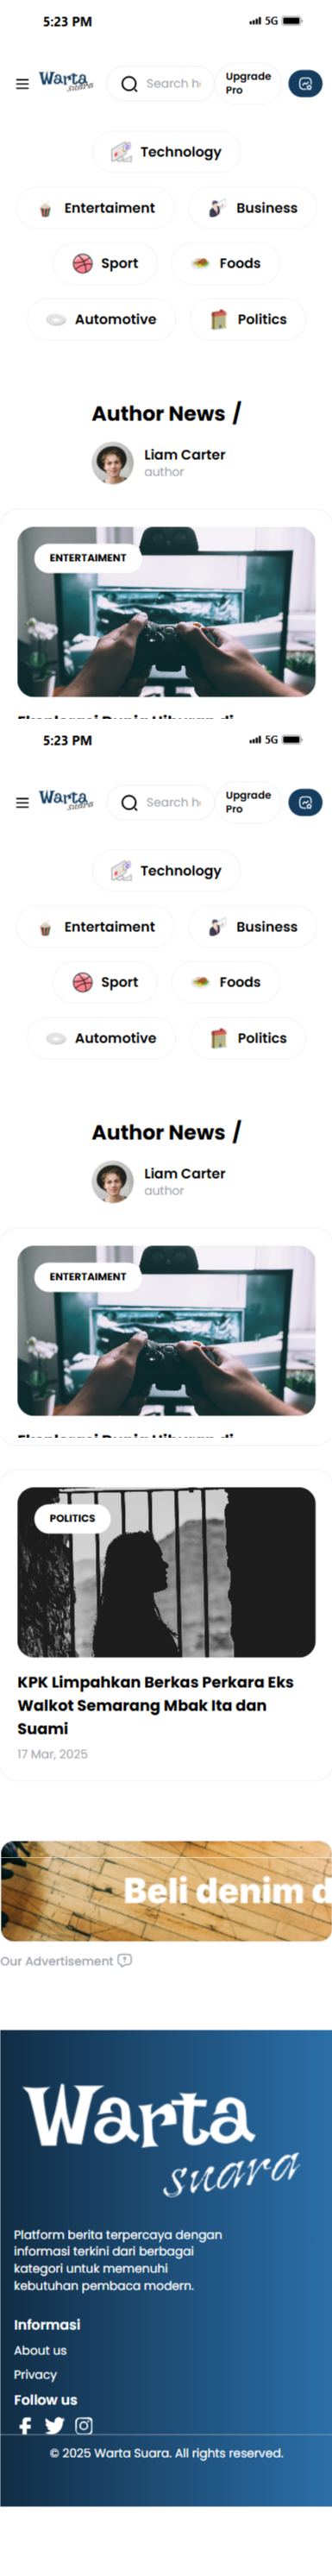 5:23 PM
5G
Warta
suara
Search h
Upgrade
Pro
Technology
Entertaiment
Business
Sport
Foods
Automotive
Politics
Author News /
Liam Carter
author
ENTERTAIMENT
5:23 PM
5G
Warta
suara
Search h
Upgrade
Pro
Technology
Entertaiment
Business
Sport
Foods
Automotive
Politics
Author News /
Liam Carter
author
ENTERTAIMENT
POLITICS
KPK Limpahkan Berkas Perkara Eks
Walkot Semarang Mbak Ita dan
Suami
17 Mar, 2025
Beli denim d
Our Advertisement
Warta
suara
Platform berita terpercaya dengan
informasi terkini dari berbagai
kategori untuk memenuhi
kebutuhan pembaca modern.
Informasi
About us
Privacy
Follow us
© 2025 Warta Suara. All rights reserved.